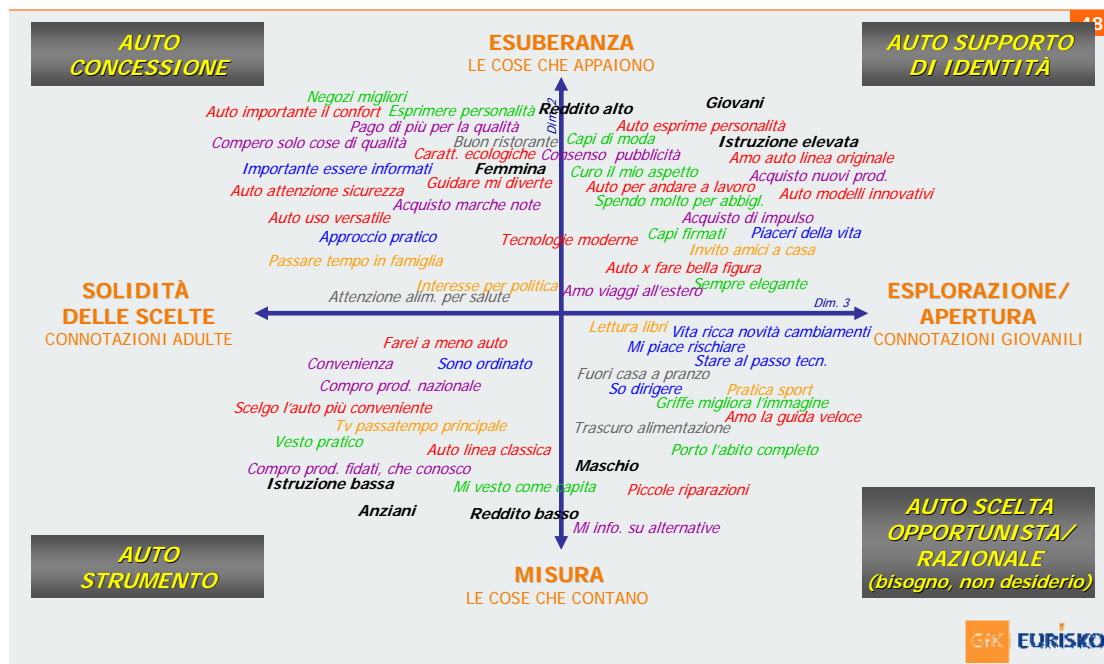 48
AUTO
CONCESSIONE
ESUBERANZA
LE COSE CHE APPAIONO
AUTO SUPPORTO
DI IDENTITÀ
Negozi migliori
Auto importante il confort
Esprimere personalità
Reddito alto
Giovani
Dim. 2
Pago di più per la qualità
Auto esprime personalità
Compero solo cose di qualità
Buon ristorante
Capi di moda
Istruzione elevata
Caratt. ecologiche
Consenso pubblicità
Amo auto linea originale
Importante essere informati
Femmina
Curo il mio aspetto
Acquisto nuovi prod.
Auto attenzione sicurezza
Guidare mi diverte
Auto per andare a lavoro
Auto modelli innovativi
Acquisto marche note
Spendo molto per abbigl.
Auto uso versatile
Acquisto di impulso
Approccio pratico
Tecnologie moderne
Capi firmati
Piaceri della vita
Passare tempo in famiglia
Invito amici a casa
Auto x fare bella figura
Interesse per politica
Amo viaggi all'estero
Sempre elegante
Attenzione alim. per salute
SOLIDITÀ
DELLE SCELTE
CONNOTAZIONI ADULTE
Dim. 3
ESPLORAZIONE/
APERTURA
CONNOTAZIONI GIOVANILI
Lettura libri
Vita ricca novità cambiamenti
Farei a meno auto
Mi piace rischiare
Convenienza
Sono ordinato
Stare al passo tecn.
Compro prod. nazionale
Fuori casa a pranzo
So dirigere
Pratica sport
Scelgo l'auto più conveniente
Griffe migliora l'immagine
Amo la guida veloce
Tv passatempo principale
Trascuro alimentazione
Vesto pratico
Auto linea classica
Porto l'abito completo
Compro prod. fidati, che conosco
Maschio
Istruzione bassa
Mi vesto come capita
Piccole riparazioni
Anziani
Reddito basso
Mi info. su alternative
AUTO
STRUMENTO
MISURA
LE COSE CHE CONTANO
AUTO SCELTA
OPPORTUNISTA/
RAZIONALE
(bisogno, non desiderio)
GfK EURISKO